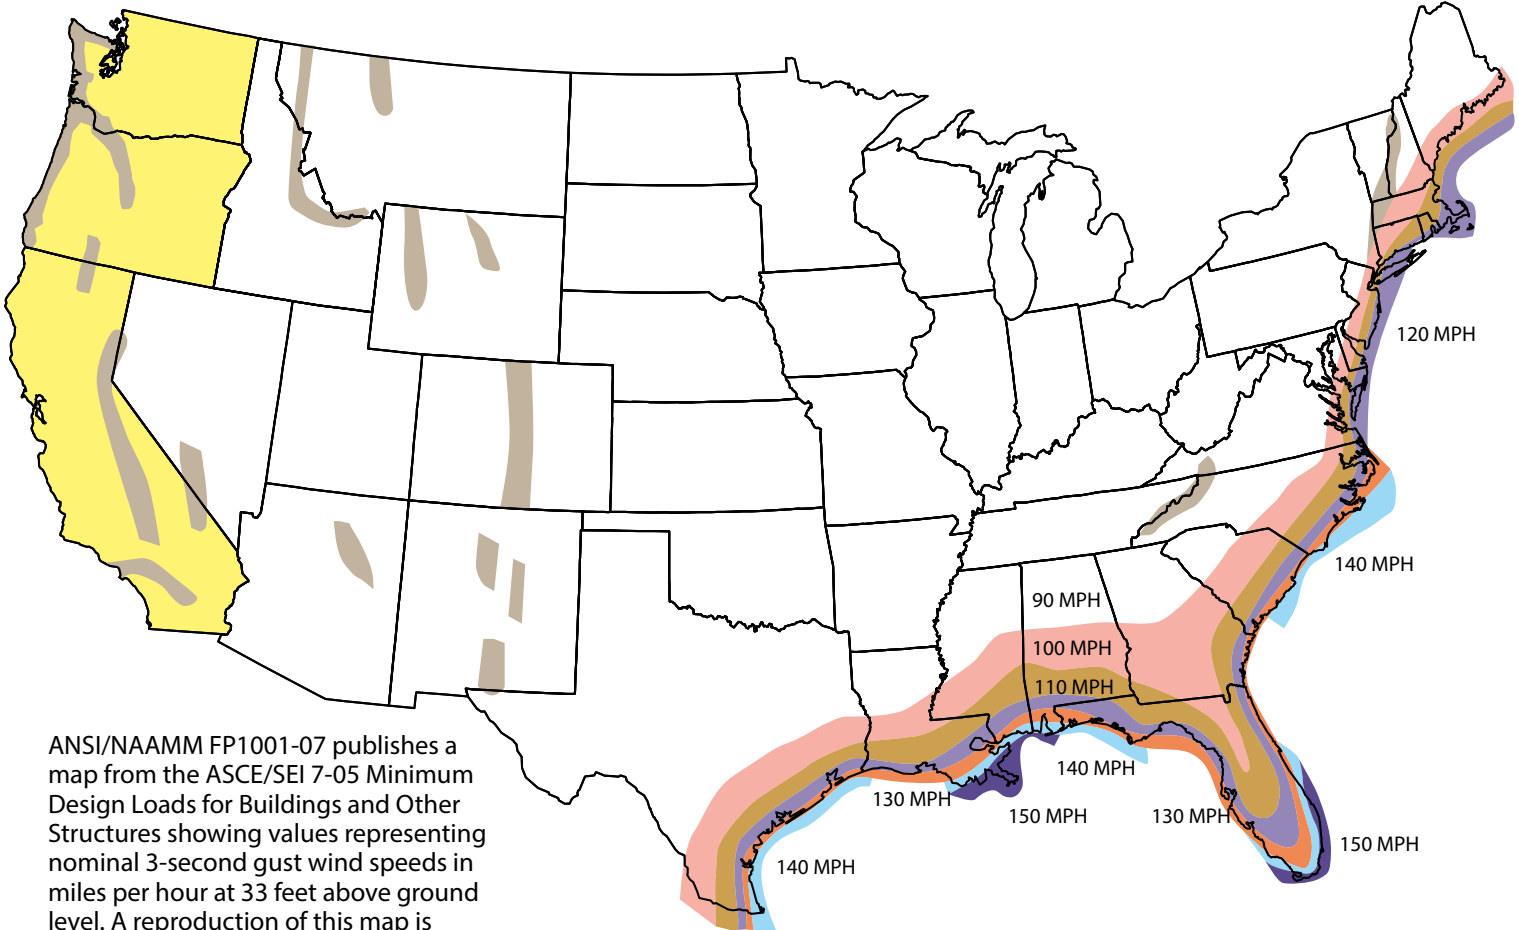 120 MPH
140 MPH
90 MPH
100 MPH
110 MPH
ANSI/NAAMM FP1001-07 publishes a
map from the ASCE/SEI 7-05 Minimum
Design Loads for Buildings and Other
Structures showing values representing
nominal 3-second gust wind speeds in
miles per hour at 33 feet above ground
level. A reproduction of this map is
140 MPH
130 MPH
150 MPH
130 MPH
150 MPH
140 MPH